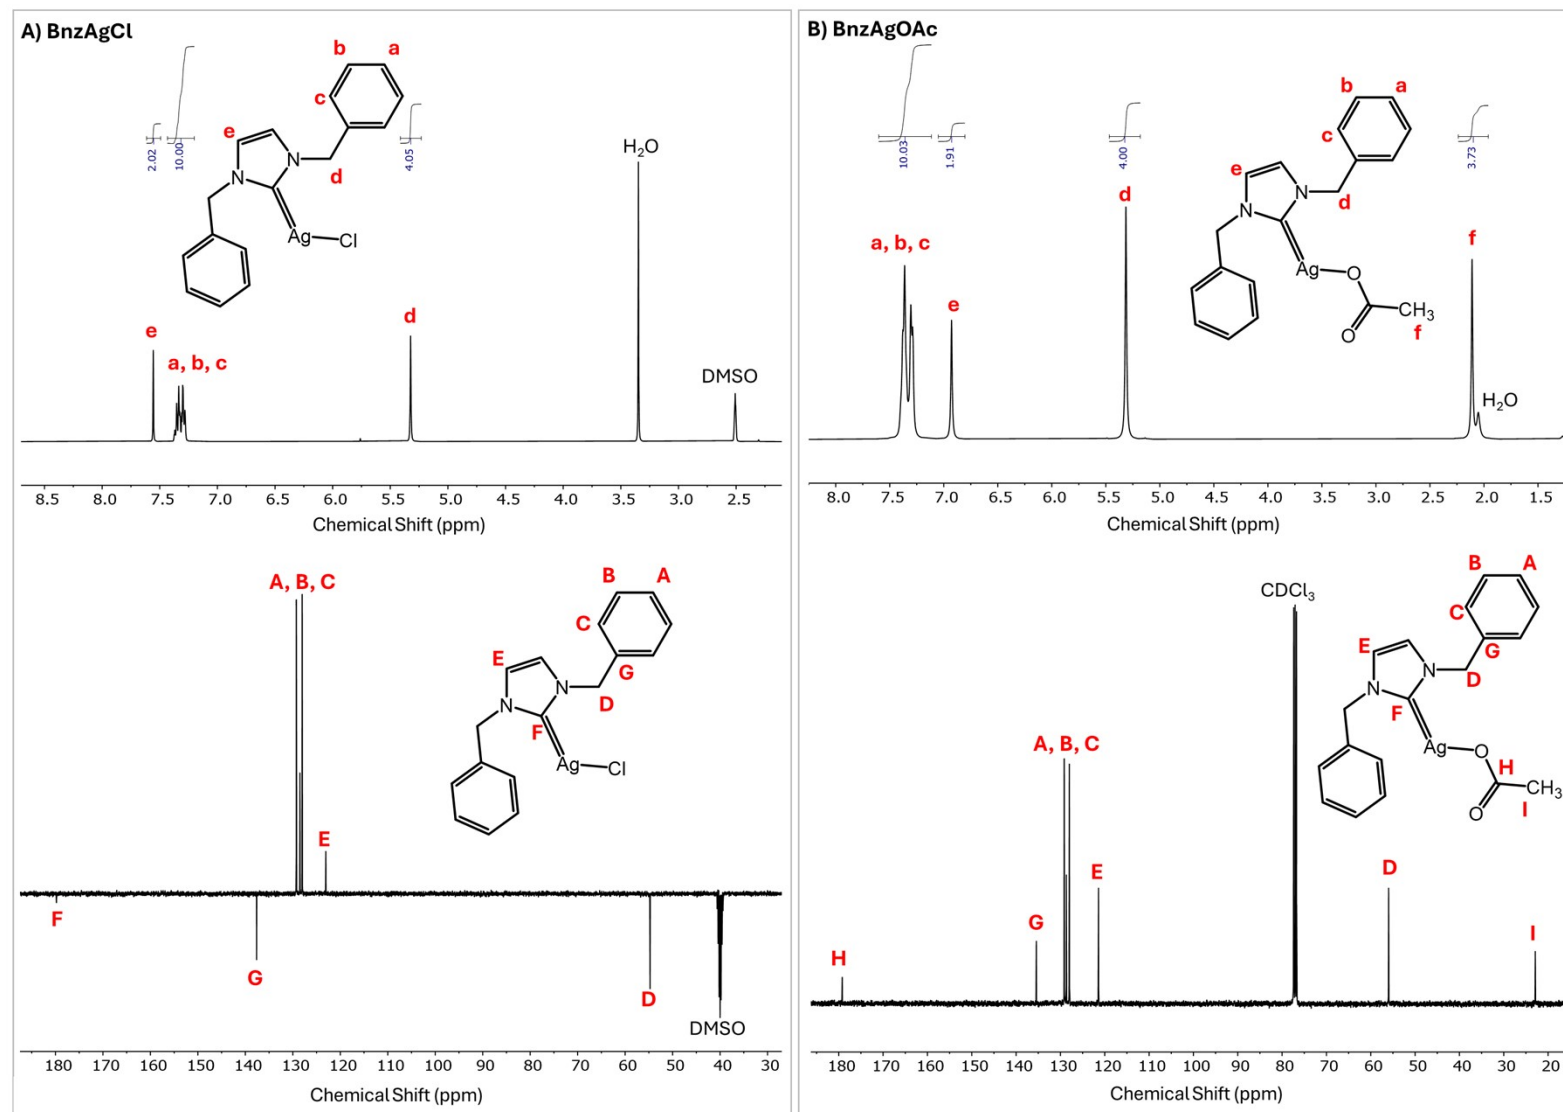 A) BnzAgCl
b
a
c
e
N
N
d
Ag
Cl
2.02
10.00
4.05
H2O
e
a, b, c
d
DMSO
8.5 8.0 7.5 7.0 6.5 6.0 5.5 5.0 4.5 4.0 3.5 3.0 2.5
Chemical Shift (ppm)
B) BnzAgOAc
b
a
c
e
N
N
d
Ag
O
O
CH3
f
10.03
1.91
4.00
3.73
a, b, c
e
d
f
H2O
8.0 7.5 7.0 6.5 6.0 5.5 5.0 4.5 4.0 3.5 3.0 2.5 2.0 1.5
Chemical Shift (ppm)
A, B, C
B
A
C
G
E
N
N
D
F
Ag
Cl
E
F
G
D
DMSO
180 170 160 150 140 130 120 110 100 90 80 70 60 50 40 30
Chemical Shift (ppm)
CDCl3
B
A
C
G
E
N
N
D
F
Ag
O
H
O
CH3
I
A, B, C
E
D
G
H
I
180 170 160 150 140 130 120 110 100 90 80 70 60 50 40 30 20
Chemical Shift (ppm)